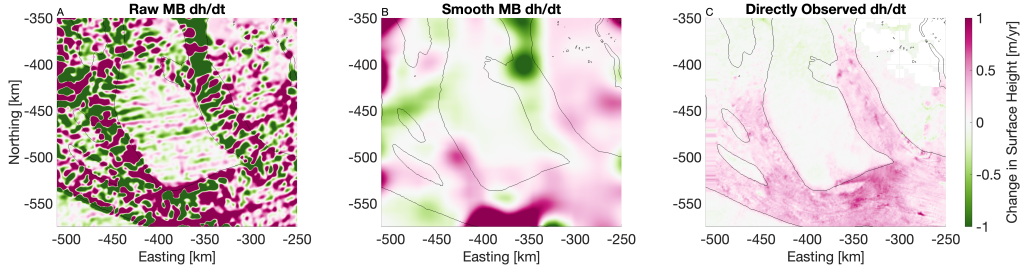 A
Raw MB dh/dt
B
Smooth MB dh/dt
C
Directly Observed dh/dt
-350
-400
-450
-500
-550
Northing [km]
-500 -450 -400 -350 -300 -250
Easting [km]
-350
-400
-450
-500
-550
-500 -450 -400 -350 -300 -250
Easting [km]
-350
-400
-450
-500
-550
-500 -450 -400 -350 -300 -250
Easting [km]
1
0.5
0
-0.5
-1
Change in Surface Height [m/yr]